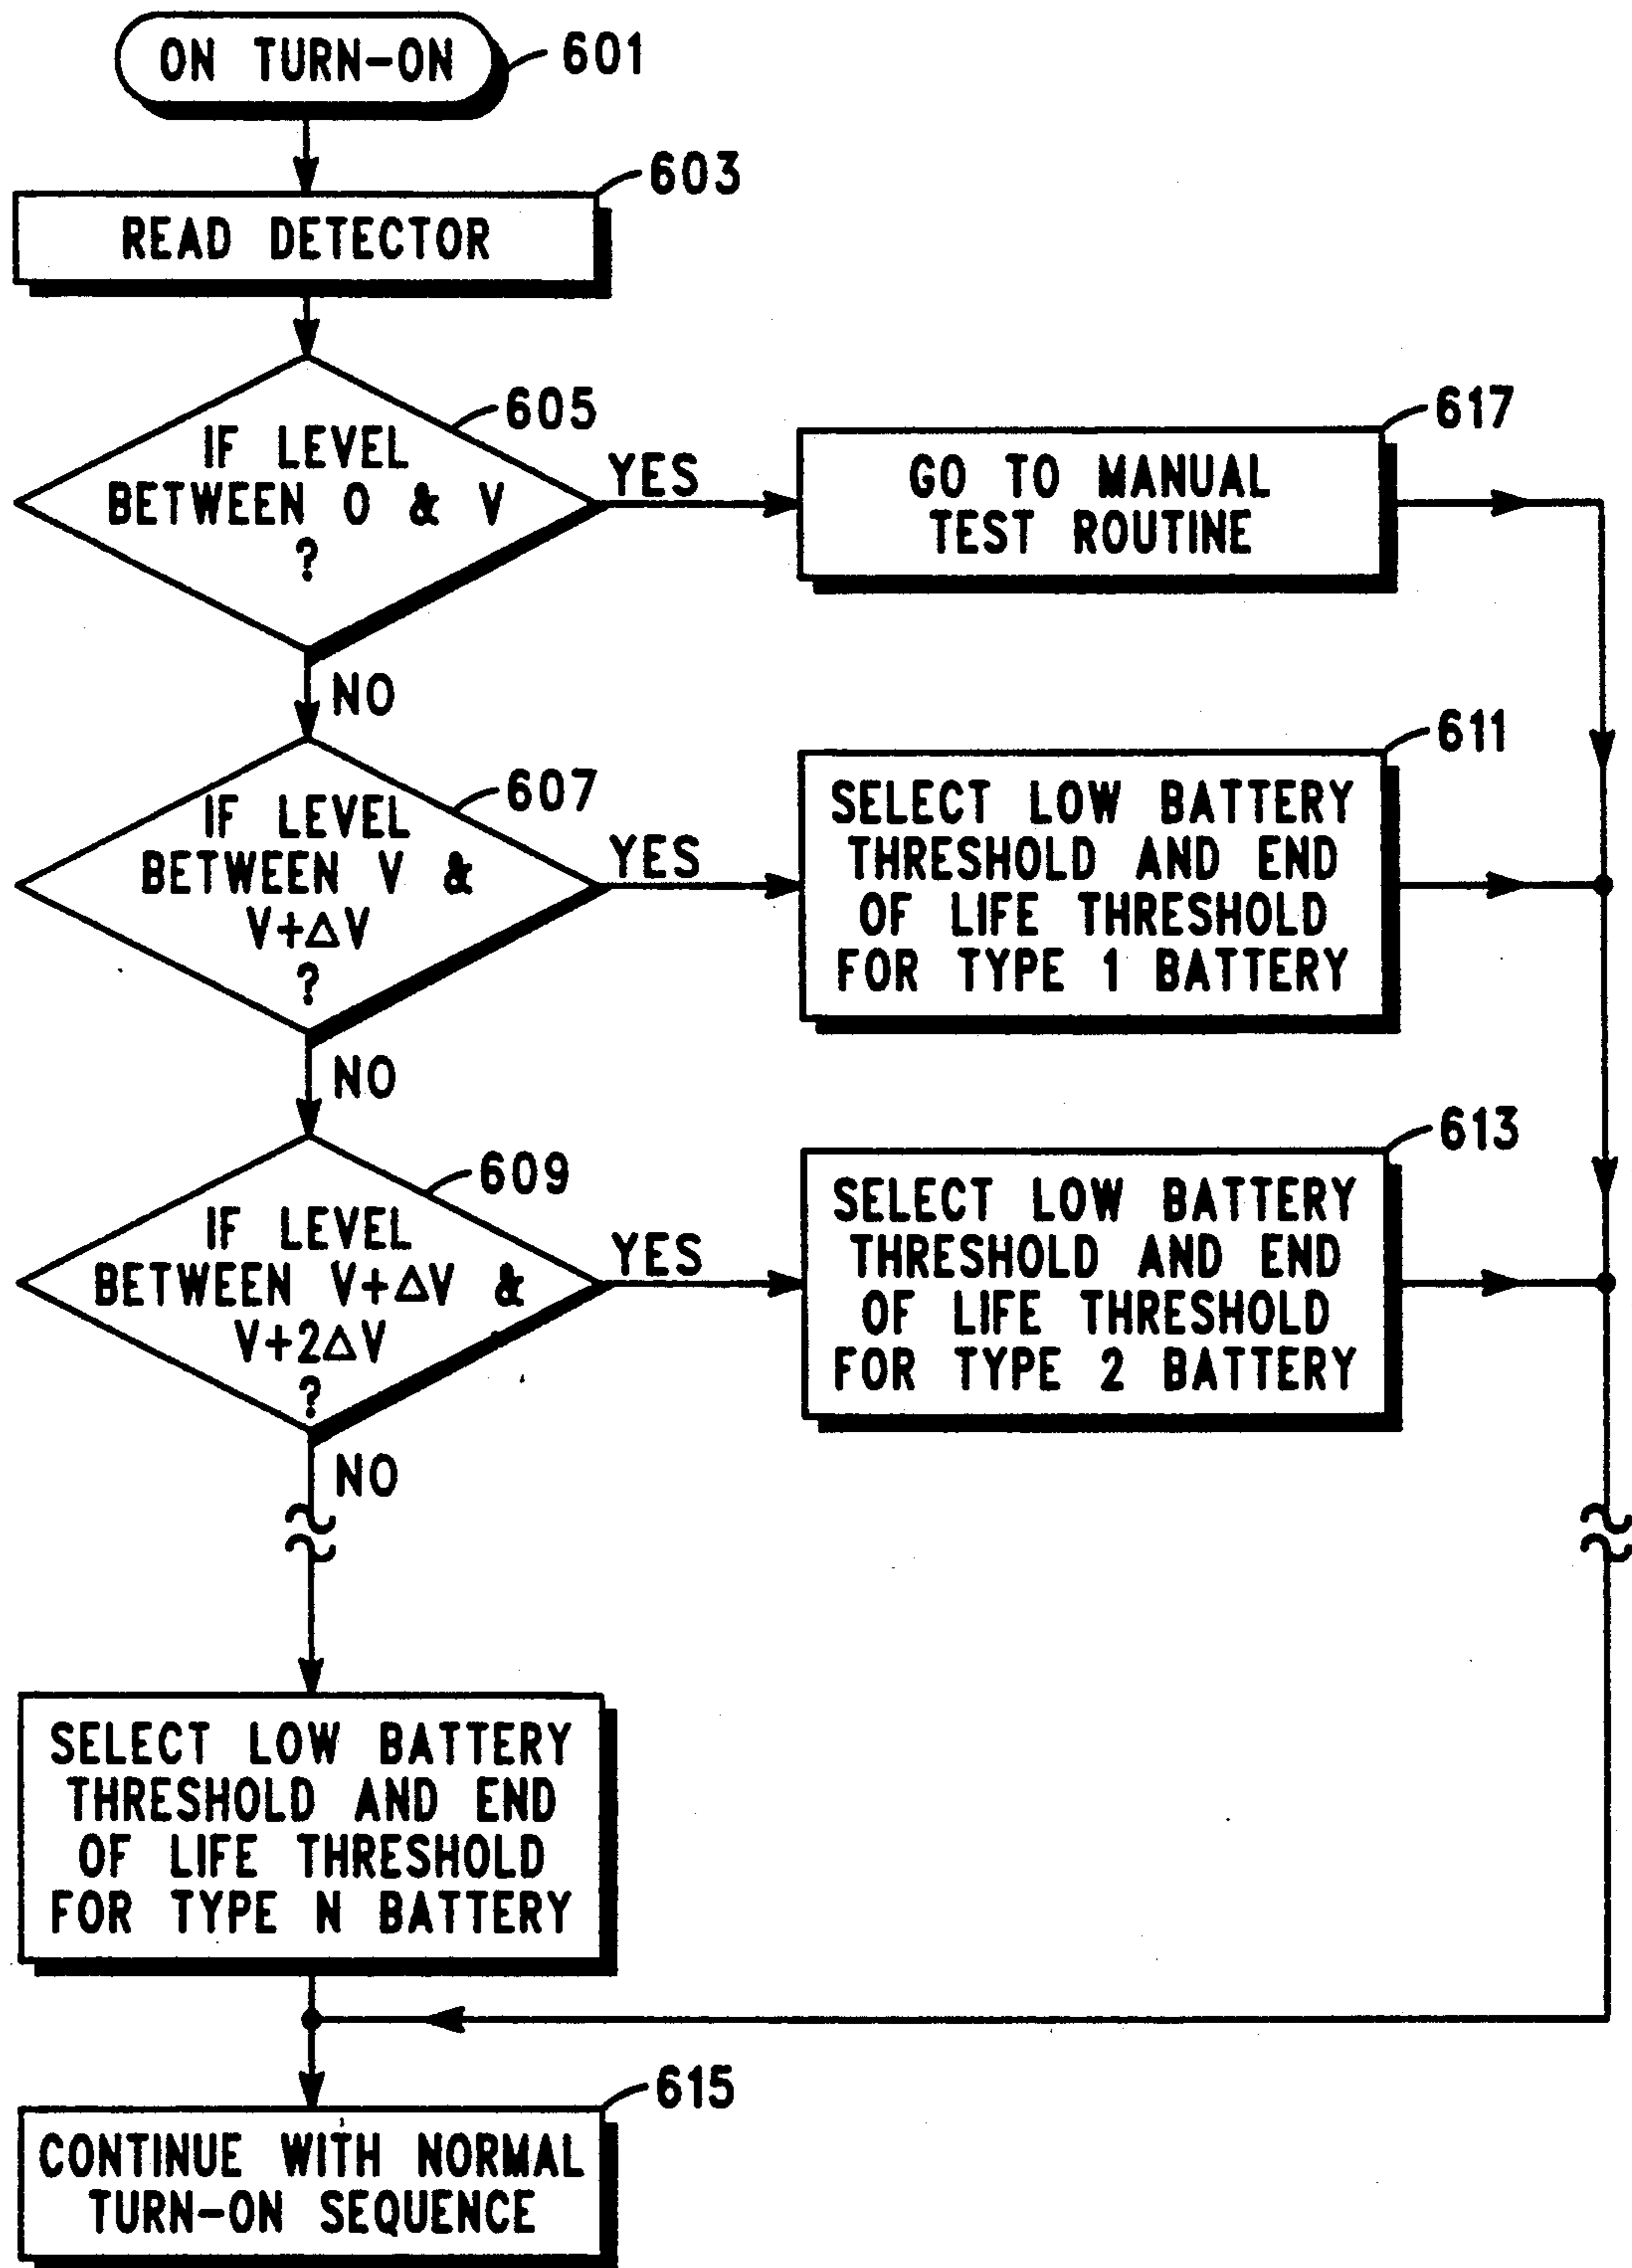 ON TURN-ON
601
603
READ DETECTOR
605
IF LEVEL
BETWEEN 0 & V
?
YES
617
GO TO MANUAL
TEST ROUTINE
NO
607
IF LEVEL
BETWEEN V &
V+ΔV
?
YES
611
SELECT LOW BATTERY
THRESHOLD AND END
OF LIFE THRESHOLD
FOR TYPE 1 BATTERY
NO
609
IF LEVEL
BETWEEN V+ΔV &
V+2ΔV
?
YES
613
SELECT LOW BATTERY
THRESHOLD AND END
OF LIFE THRESHOLD
FOR TYPE 2 BATTERY
NO
SELECT LOW BATTERY
THRESHOLD AND END
OF LIFE THRESHOLD
FOR TYPE N BATTERY
615
CONTINUE WITH NORMAL
TURN-ON SEQUENCE